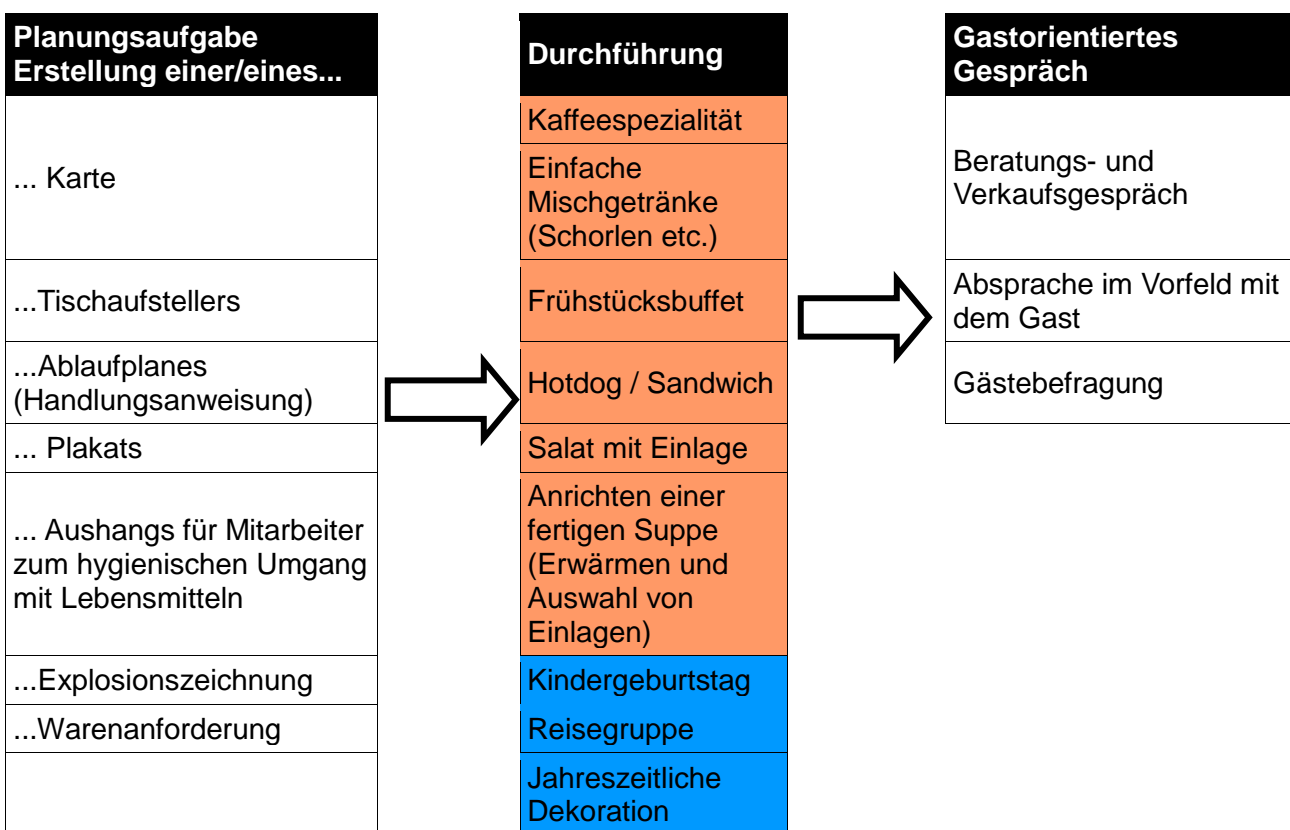 Planungsaufgabe
Erstellung einer/eines...
... Karte
...Tischaufstellers
...Ablaufplanes
(Handlungsanweisung)
... Plakats
... Aushangs für Mitarbeiter
zum hygienischen Umgang
mit Lebensmitteln
...Explosionszeichnung
...Warenanforderung
Durchführung
Kaffeespezialität
Einfache
Mischgetränke
(Schorlen etc.)
Frühstücksbuffet
Hotdog / Sandwich
Salat mit Einlage
Anrichten einer
fertigen Suppe
(Erwärmen und
Auswahl von
Einlagen)
Kindergeburtstag
Reisegruppe
Jahreszeitliche
Dekoration
Gastorientiertes
Gespräch
Beratungs- und
Verkaufsgespräch
Absprache im Vorfeld mit
dem Gast
Gästebefragung